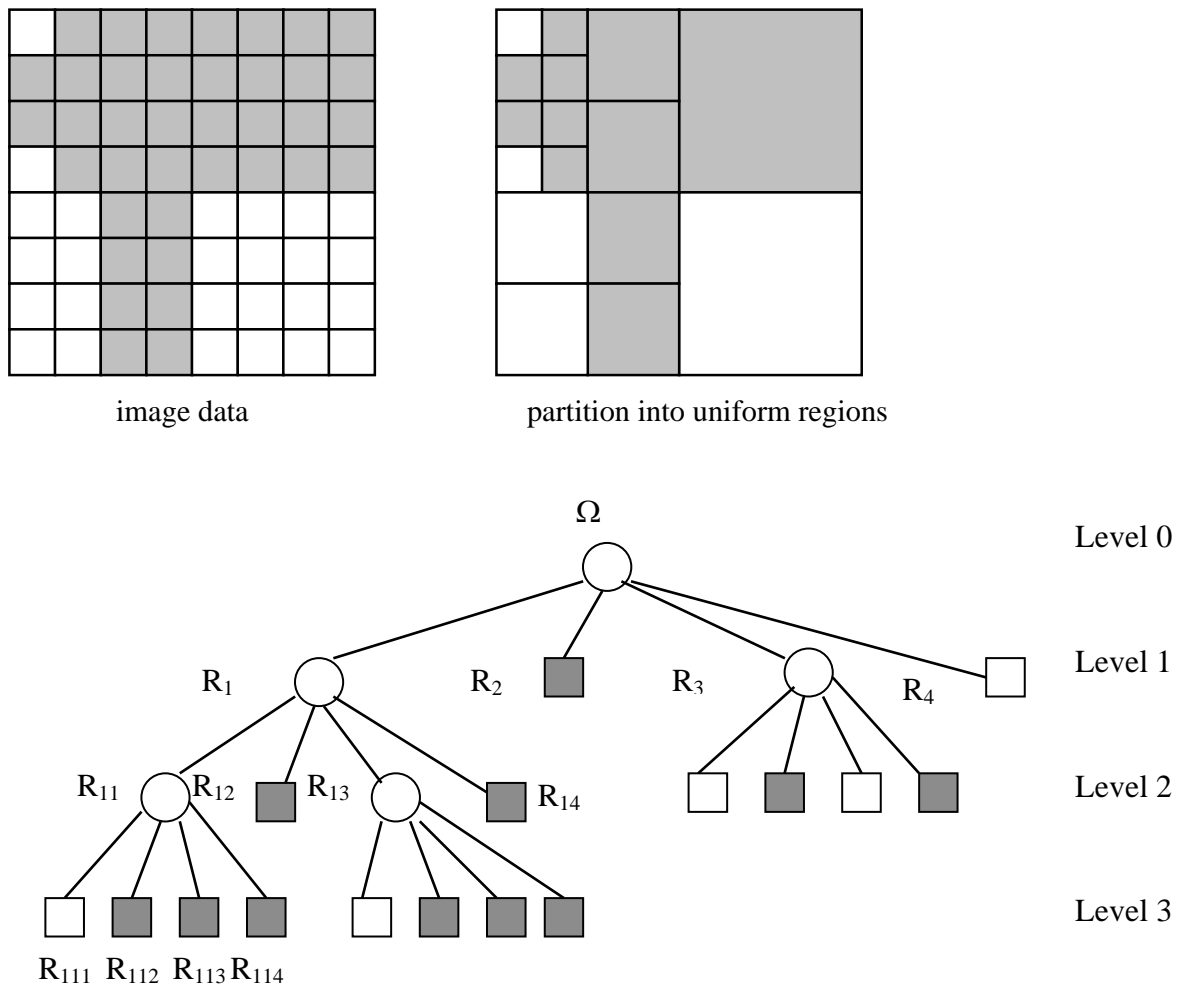 image data
partition into uniform regions
Ω
Level 0
R₁
R₂
R₃
R₄
Level 1
R₁₁
R₁₂
R₁₃
R₁₄
Level 2
Level 3
R₁₁₁
R₁₁₂
R₁₁₃
R₁₁₄